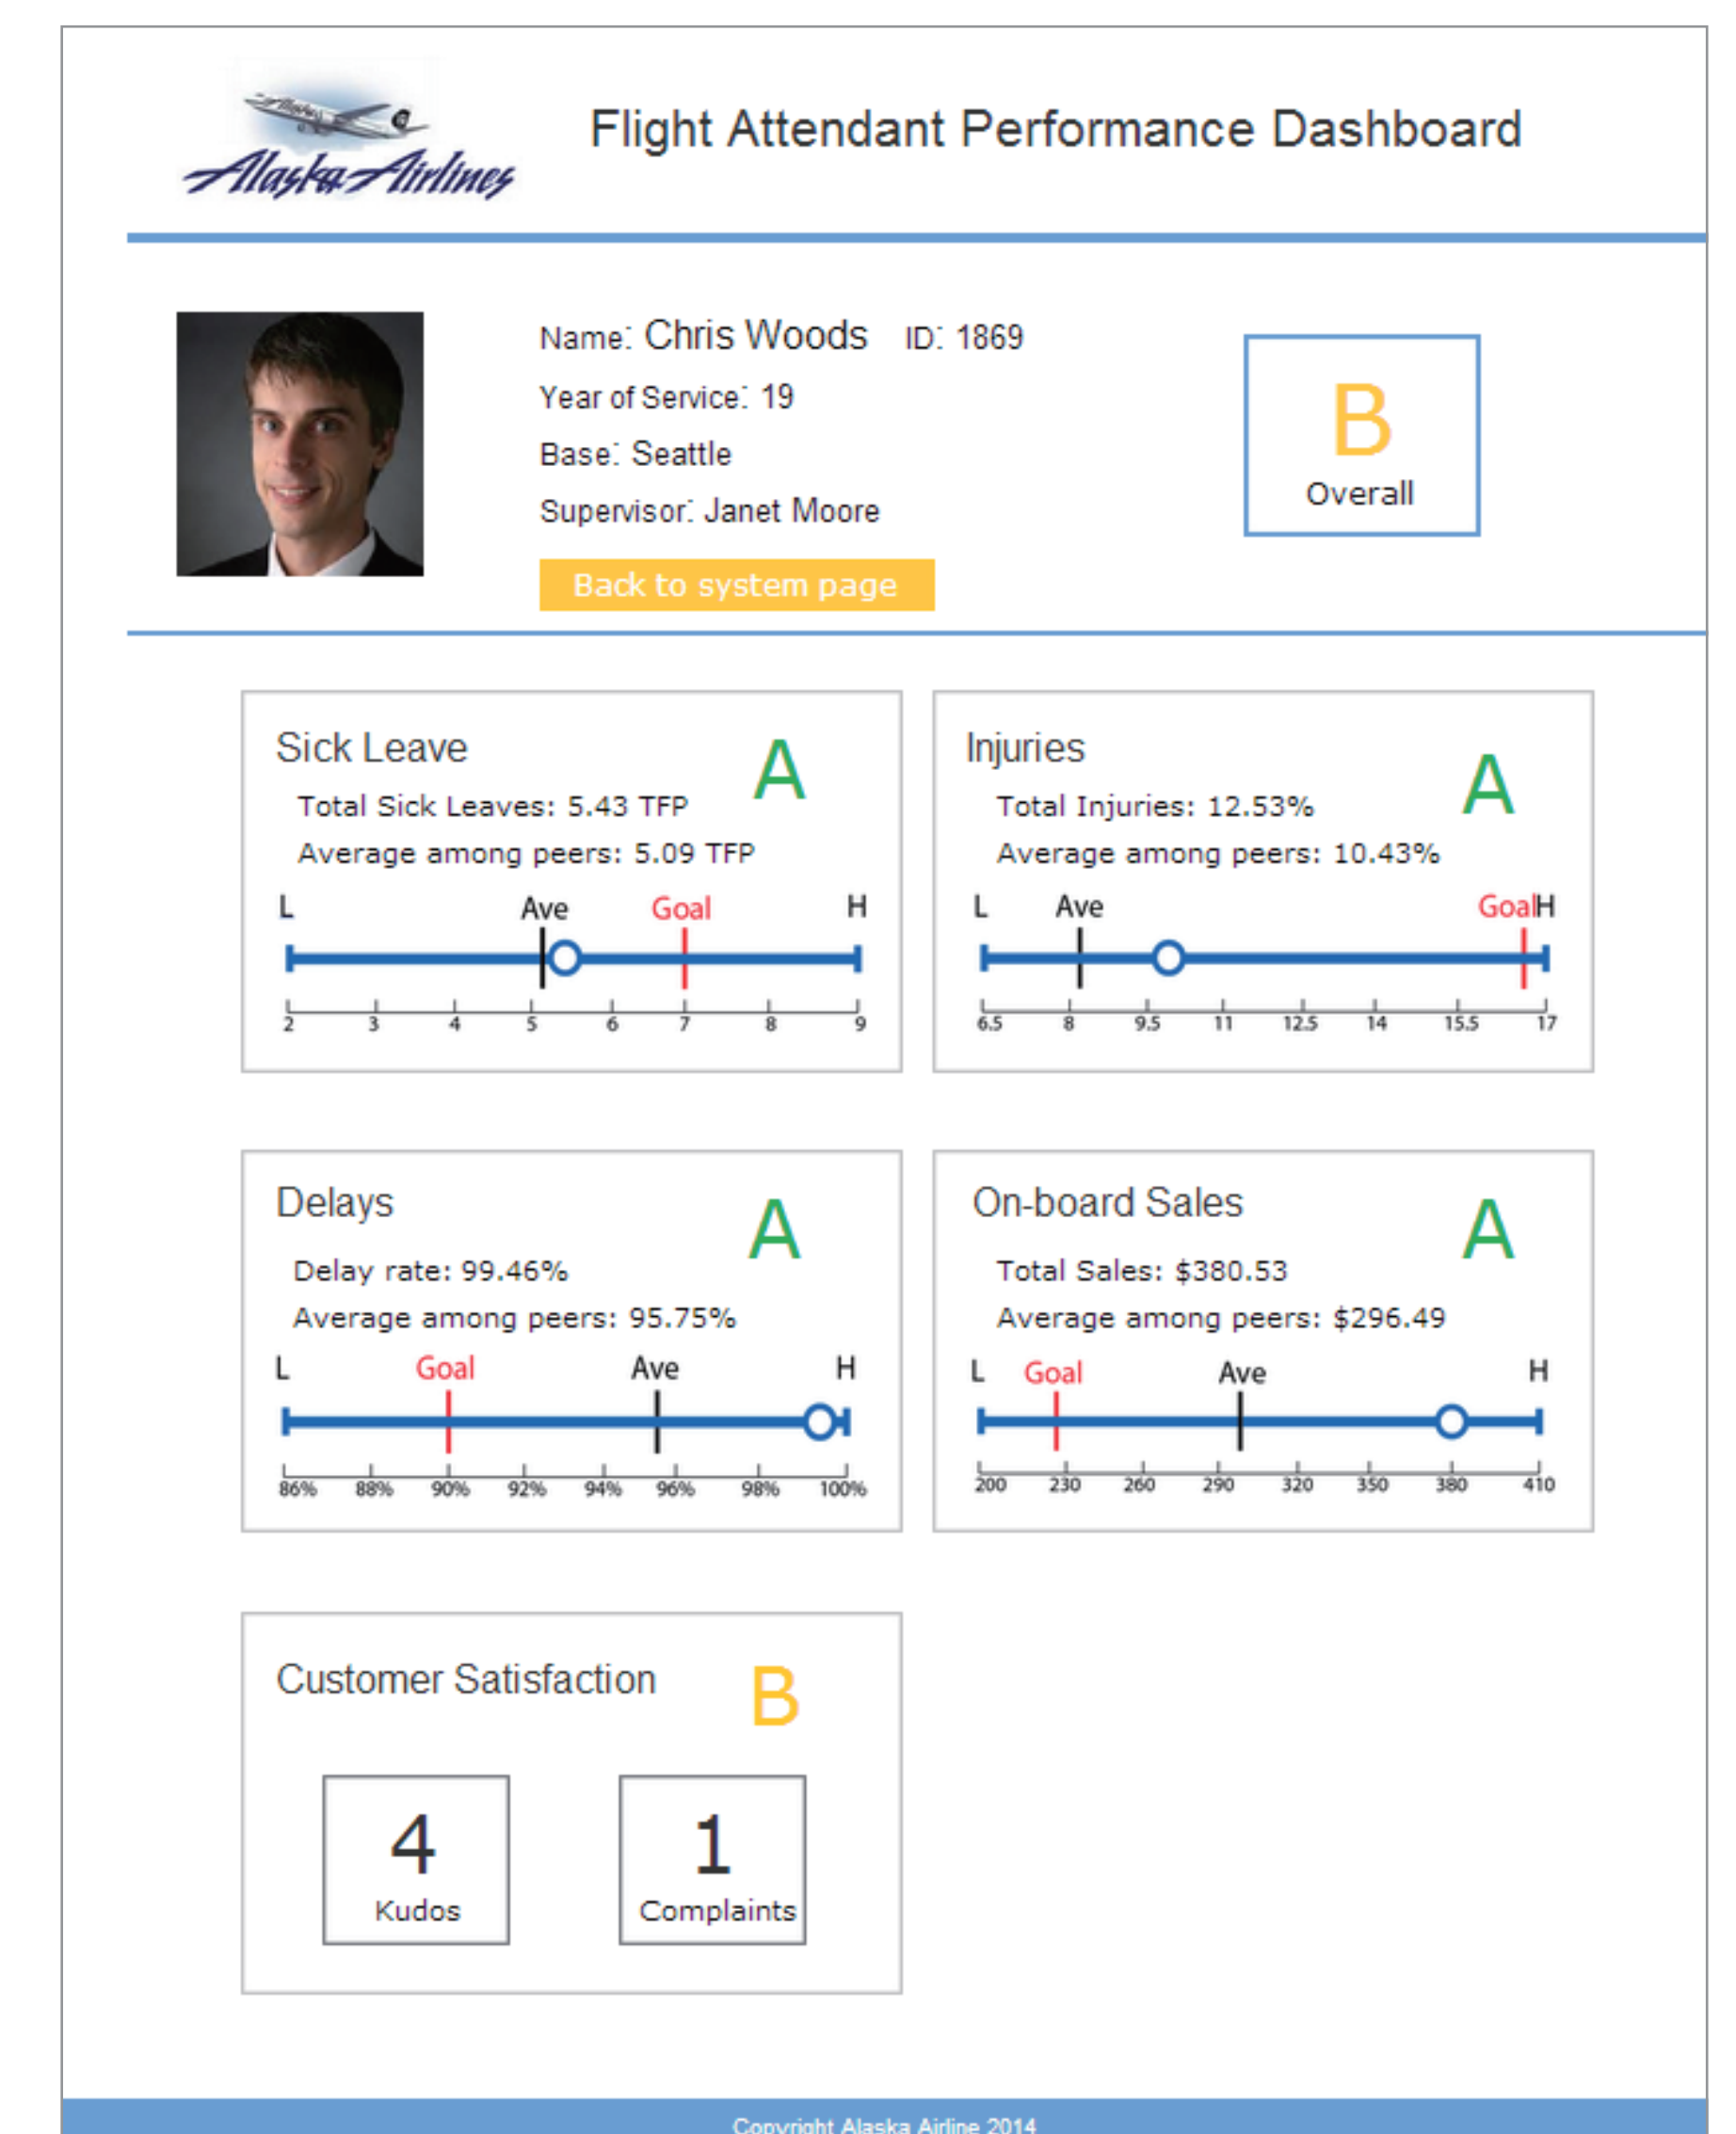 Alaska Airlines
Flight Attendant Performance Dashboard
Name: Chris Woods ID: 1869
Year of Service: 19
Base: Seattle
Supervisor: Janet Moore
Back to system page
B
Overall
Sick Leave
A
Total Sick Leaves: 5.43 TFP
Average among peers: 5.09 TFP
L Ave Goal H
2 3 4 5 6 7 8 9
Injuries
A
Total Injuries: 12.53%
Average among peers: 10.43%
L Ave Goal H
6.5 8 9.5 11 12.5 14 15.5 17
Delays
A
Delay rate: 99.46%
Average among peers: 95.75%
L Goal Ave H
86% 88% 90% 92% 94% 96% 98% 100%
On-board Sales
A
Total Sales: $380.53
Average among peers: $296.49
L Goal Ave H
200 230 260 290 320 350 380 410
Customer Satisfaction
B
4
Kudos
1
Complaints
Copyright Alaska Airline 2014